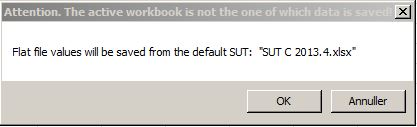 Attention. The active workbook is not the one of which data is saved!
Flat file values will be saved from the default SUT: "SUT C 2013.4.xlsx"
OK
Annuller